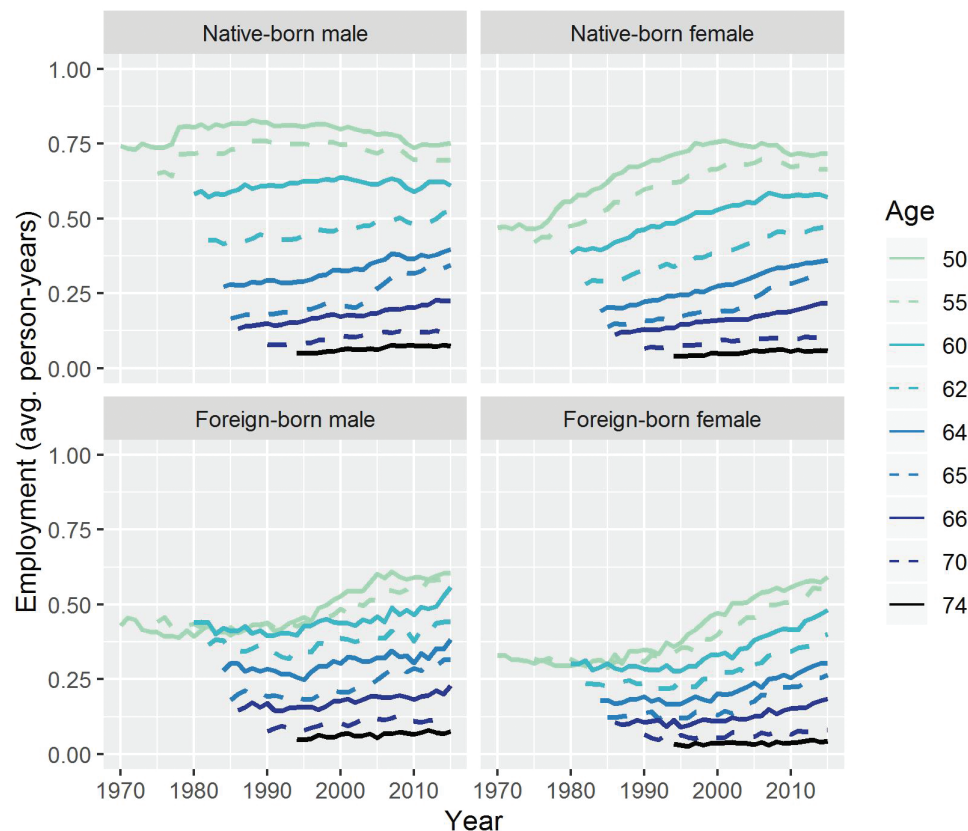 Native-born male
Native-born female
1.00
0.75
0.50
0.25
0.00
Foreign-born male
Foreign-born female
1.00
0.75
0.50
0.25
0.00
1970 1980 1990 2000 2010
1970 1980 1990 2000 2010
Year
Employment (avg. person-years)
Age
50
55
60
62
64
65
66
70
74